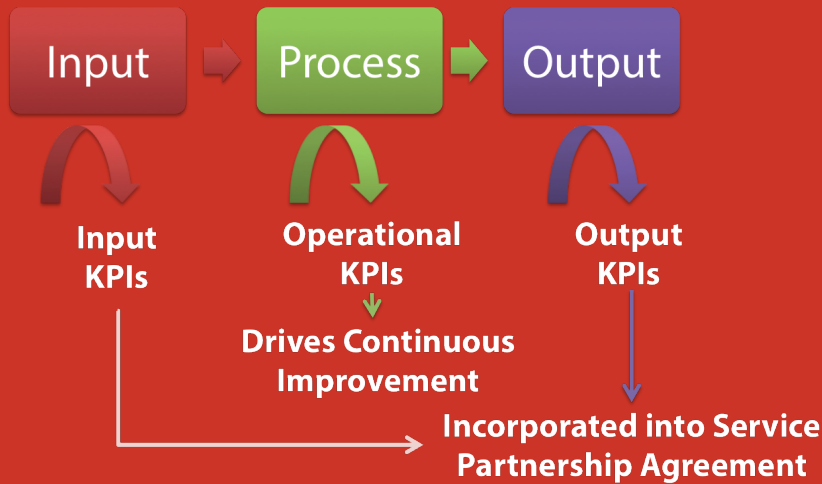 Input
Process
Output
Input
KPIs
Operational
KPIs
Output
KPIs
Drives Continuous
Improvement
Incorporated into Service
Partnership Agreement